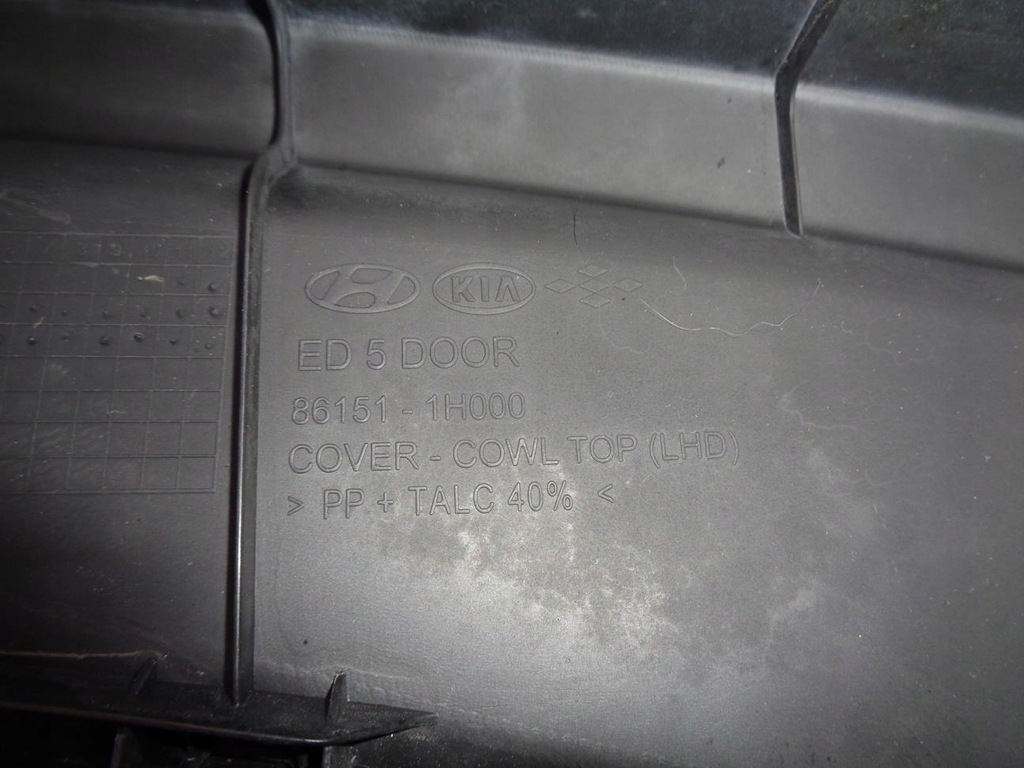 KIA
ED 5 DOOR
86151 - 1H000
COVER - COWL TOP (LHD)
> PP + TALC 40% <